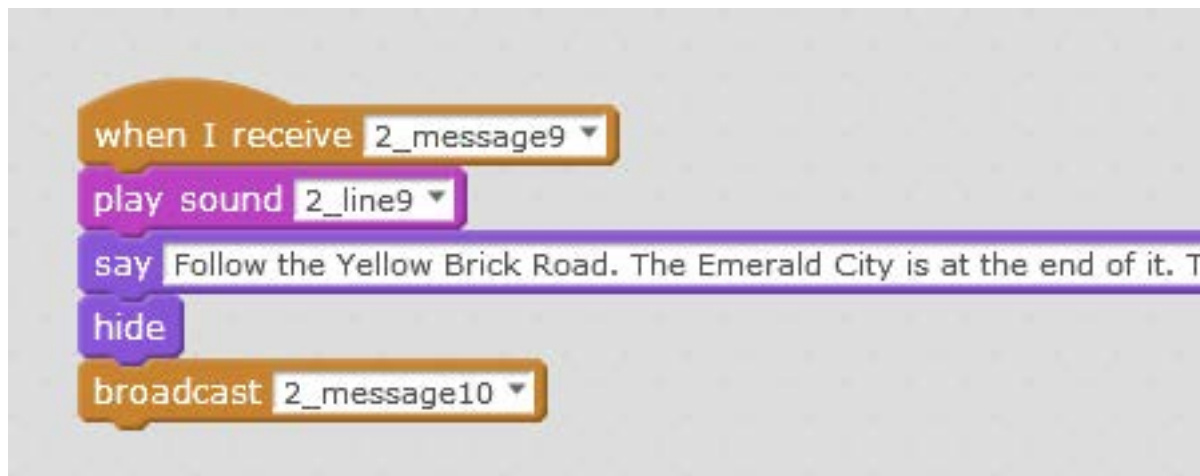 when I receive 2_message9
play sound 2_line9
say Follow the Yellow Brick Road. The Emerald City is at the end of it. T
hide
broadcast 2_message10